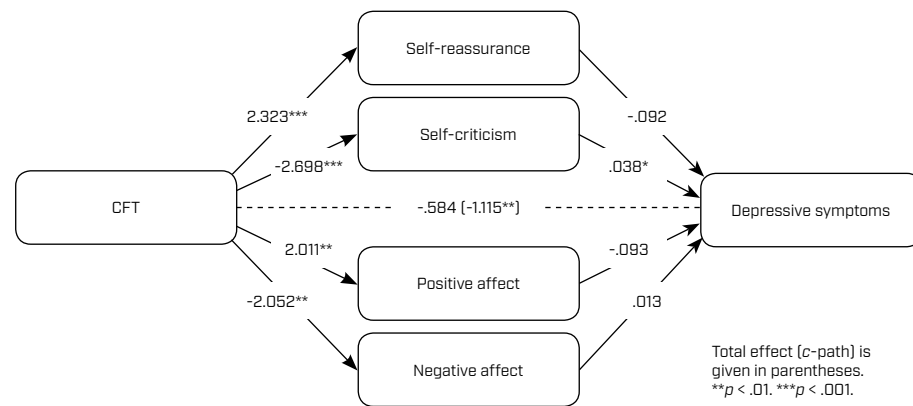 Self-reassurance
2.323***
-.092
Self-criticism
-2.698***
.038*
CFT
-.584 (-1.115**)
Depressive symptoms
2.011**
-.093
Positive affect
-2.052**
.013
Negative affect
Total effect (c-path) is
given in parentheses.
**p < .01. ***p < .001.